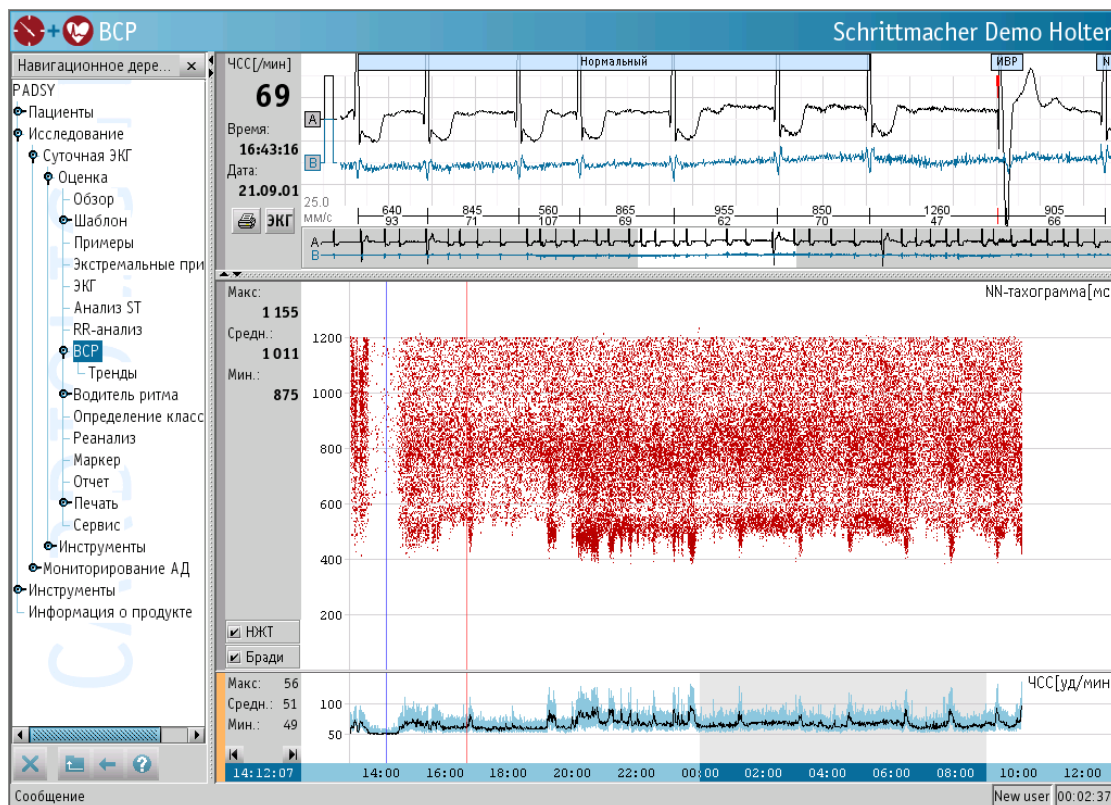 ВСР
Schrittmacher Demo Holter
Навигационное дере...
PADSY
Пациенты
Исследование
Суточная ЭКГ
Оценка
Обзор
Шаблон
Примеры
Экстремальные при
ЭКГ
Анализ ST
RR-анализ
ВСР
Тренды
Водитель ритма
Определение класс
Реанализ
Маркер
Отчет
Печать
Сервис
Инструменты
Мониторирование АД
Инструменты
Информация о продукте
ЧСС[/мин]
69
Время:
16:43:16
Дата:
21.09.01
ЭКГ
Нормальный
ИВР
N
A
B
25.0
мм/с
640 845 560 865 955 850 1260 905
93 71 107 69 62 70 47 66
A
B
Макс:
1 155
Средн.:
1 011
Мин.:
875
НЖТ
Бради
NN-тахограмма[мс
1200
1000
800
600
400
200
Макс: 56
Средн.: 51
Мин.: 49
ЧСС[уд/мин
100
50
14:12:07
14:00 16:00 18:00 20:00 22:00 00:00 02:00 04:00 06:00 08:00 10:00 12:00
Сообщение
New user
00:02:37